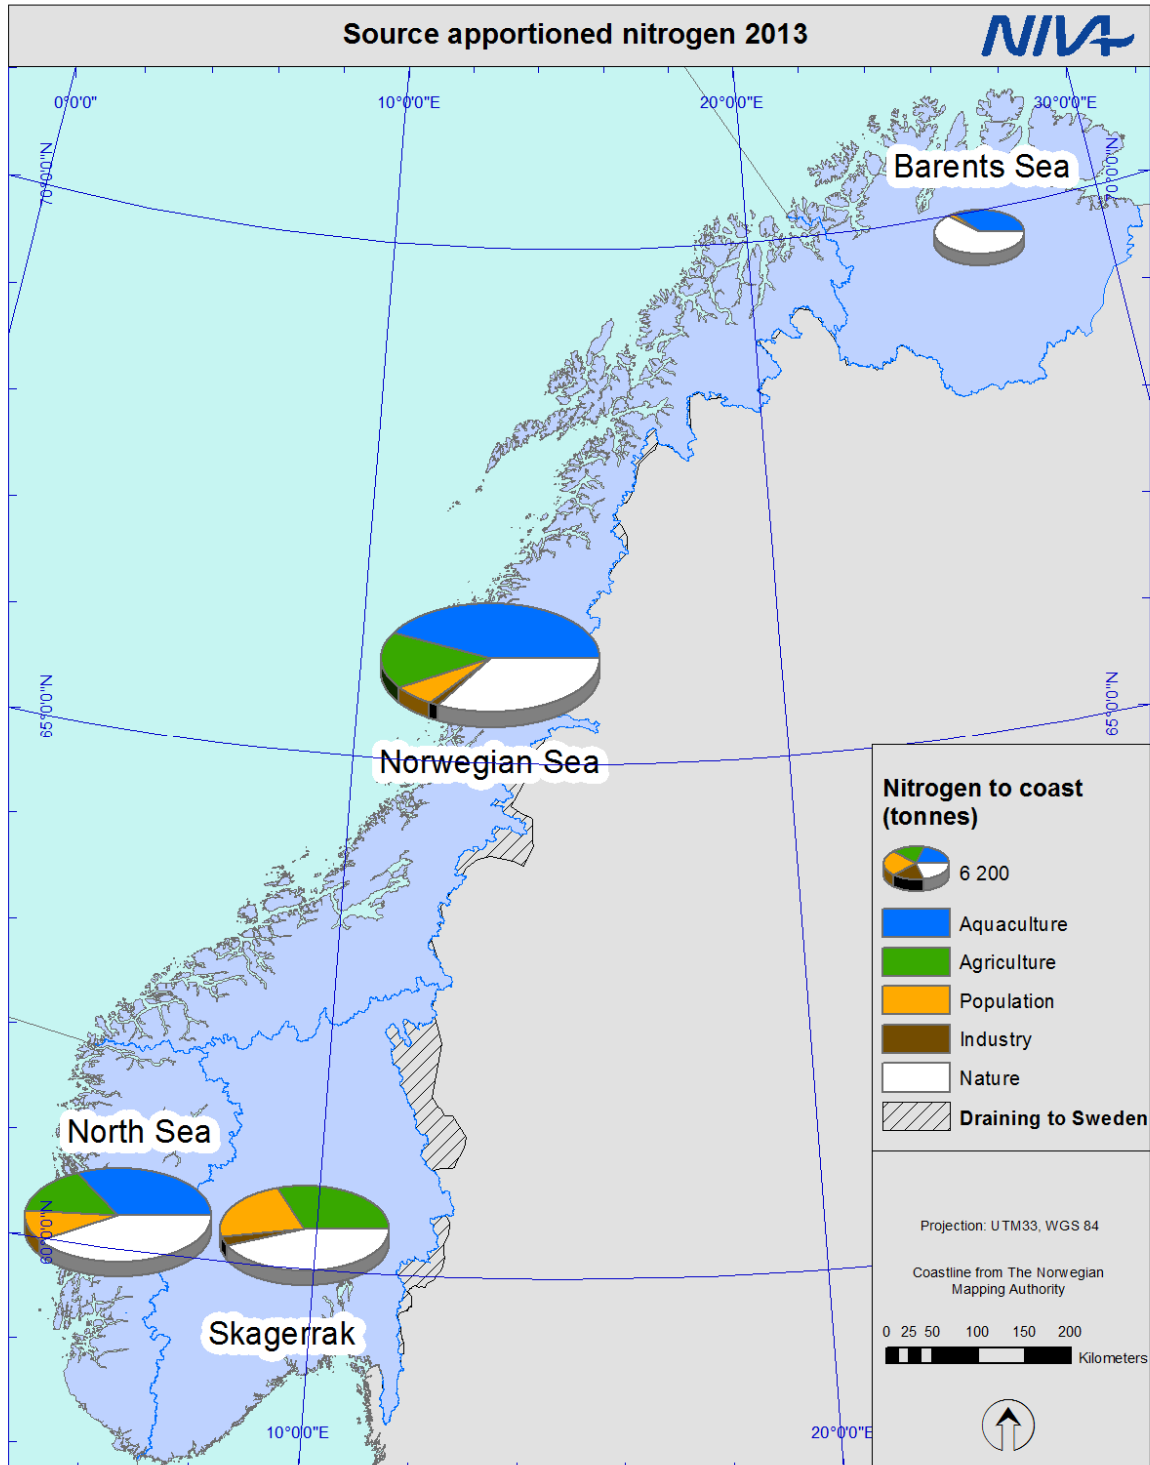 Source apportioned nitrogen 2013
NIVA
0°0'0"
10°0'0"E
20°0'0"E
30°0'0"E
70°0'0"N
70°0'0"N
Barents Sea
65°0'0"N
65°0'0"N
Norwegian Sea
North Sea
60°0'0"N
Skagerrak
10°0'0"E
20°0'0"E
Nitrogen to coast
(tonnes)
6 200
Aquaculture
Agriculture
Population
Industry
Nature
Draining to Sweden
Projection: UTM33, WGS 84
Coastline from The Norwegian
Mapping Authority
0 25 50 100 150 200
Kilometers